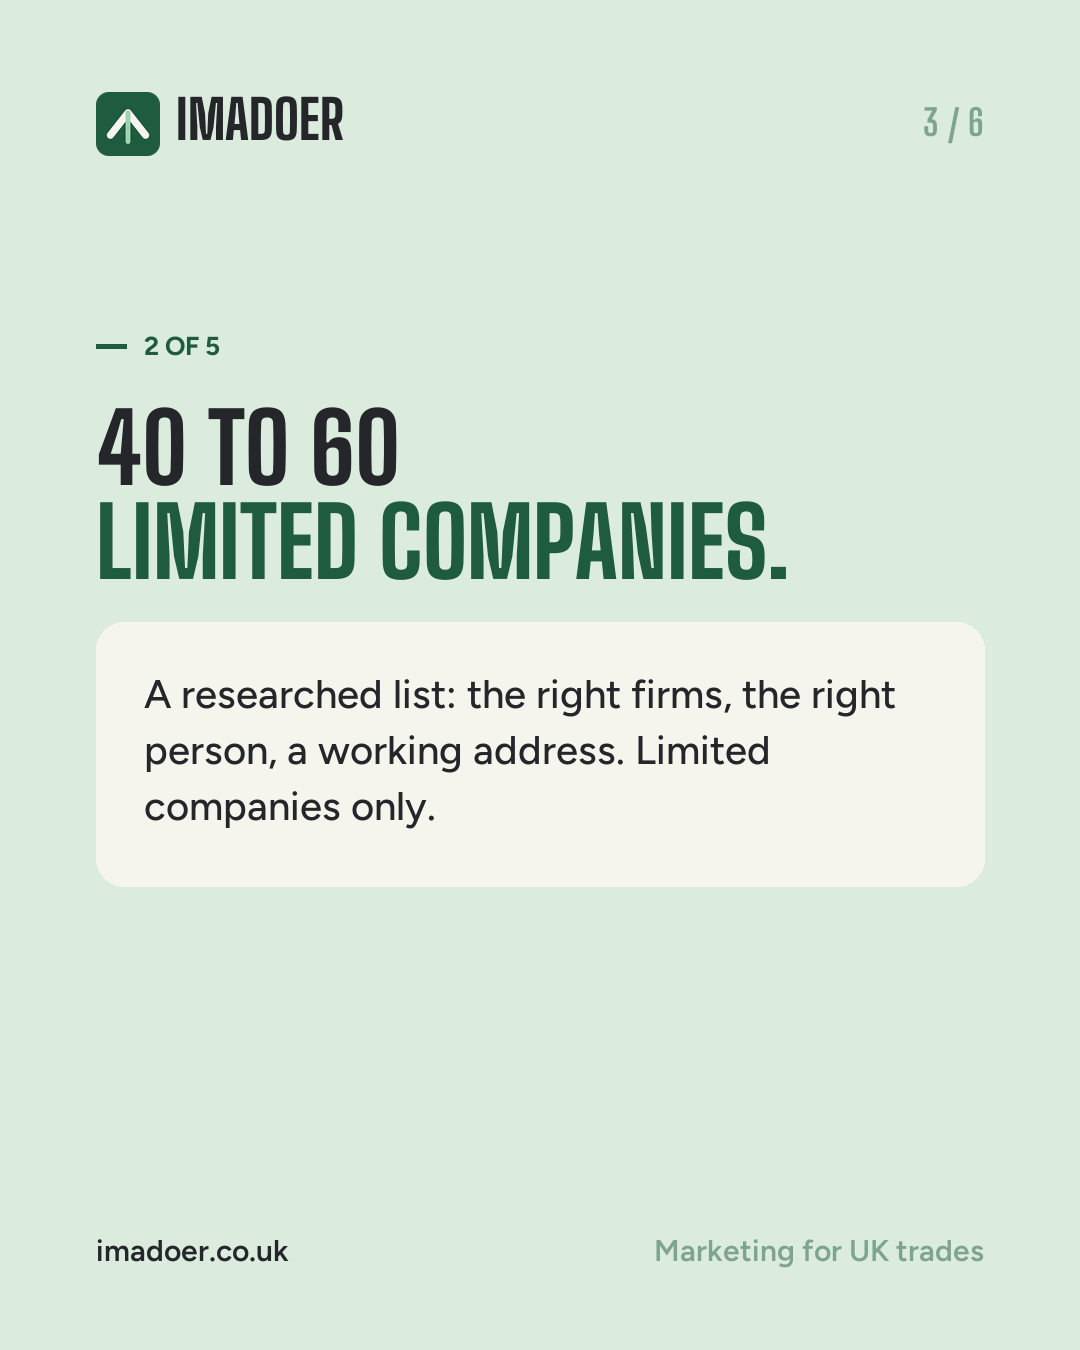 IMADOER
3 / 6
2 OF 5
40 TO 60
LIMITED COMPANIES.
A researched list: the right firms, the right
person, a working address. Limited
companies only.
imadoer.co.uk
Marketing for UK trades